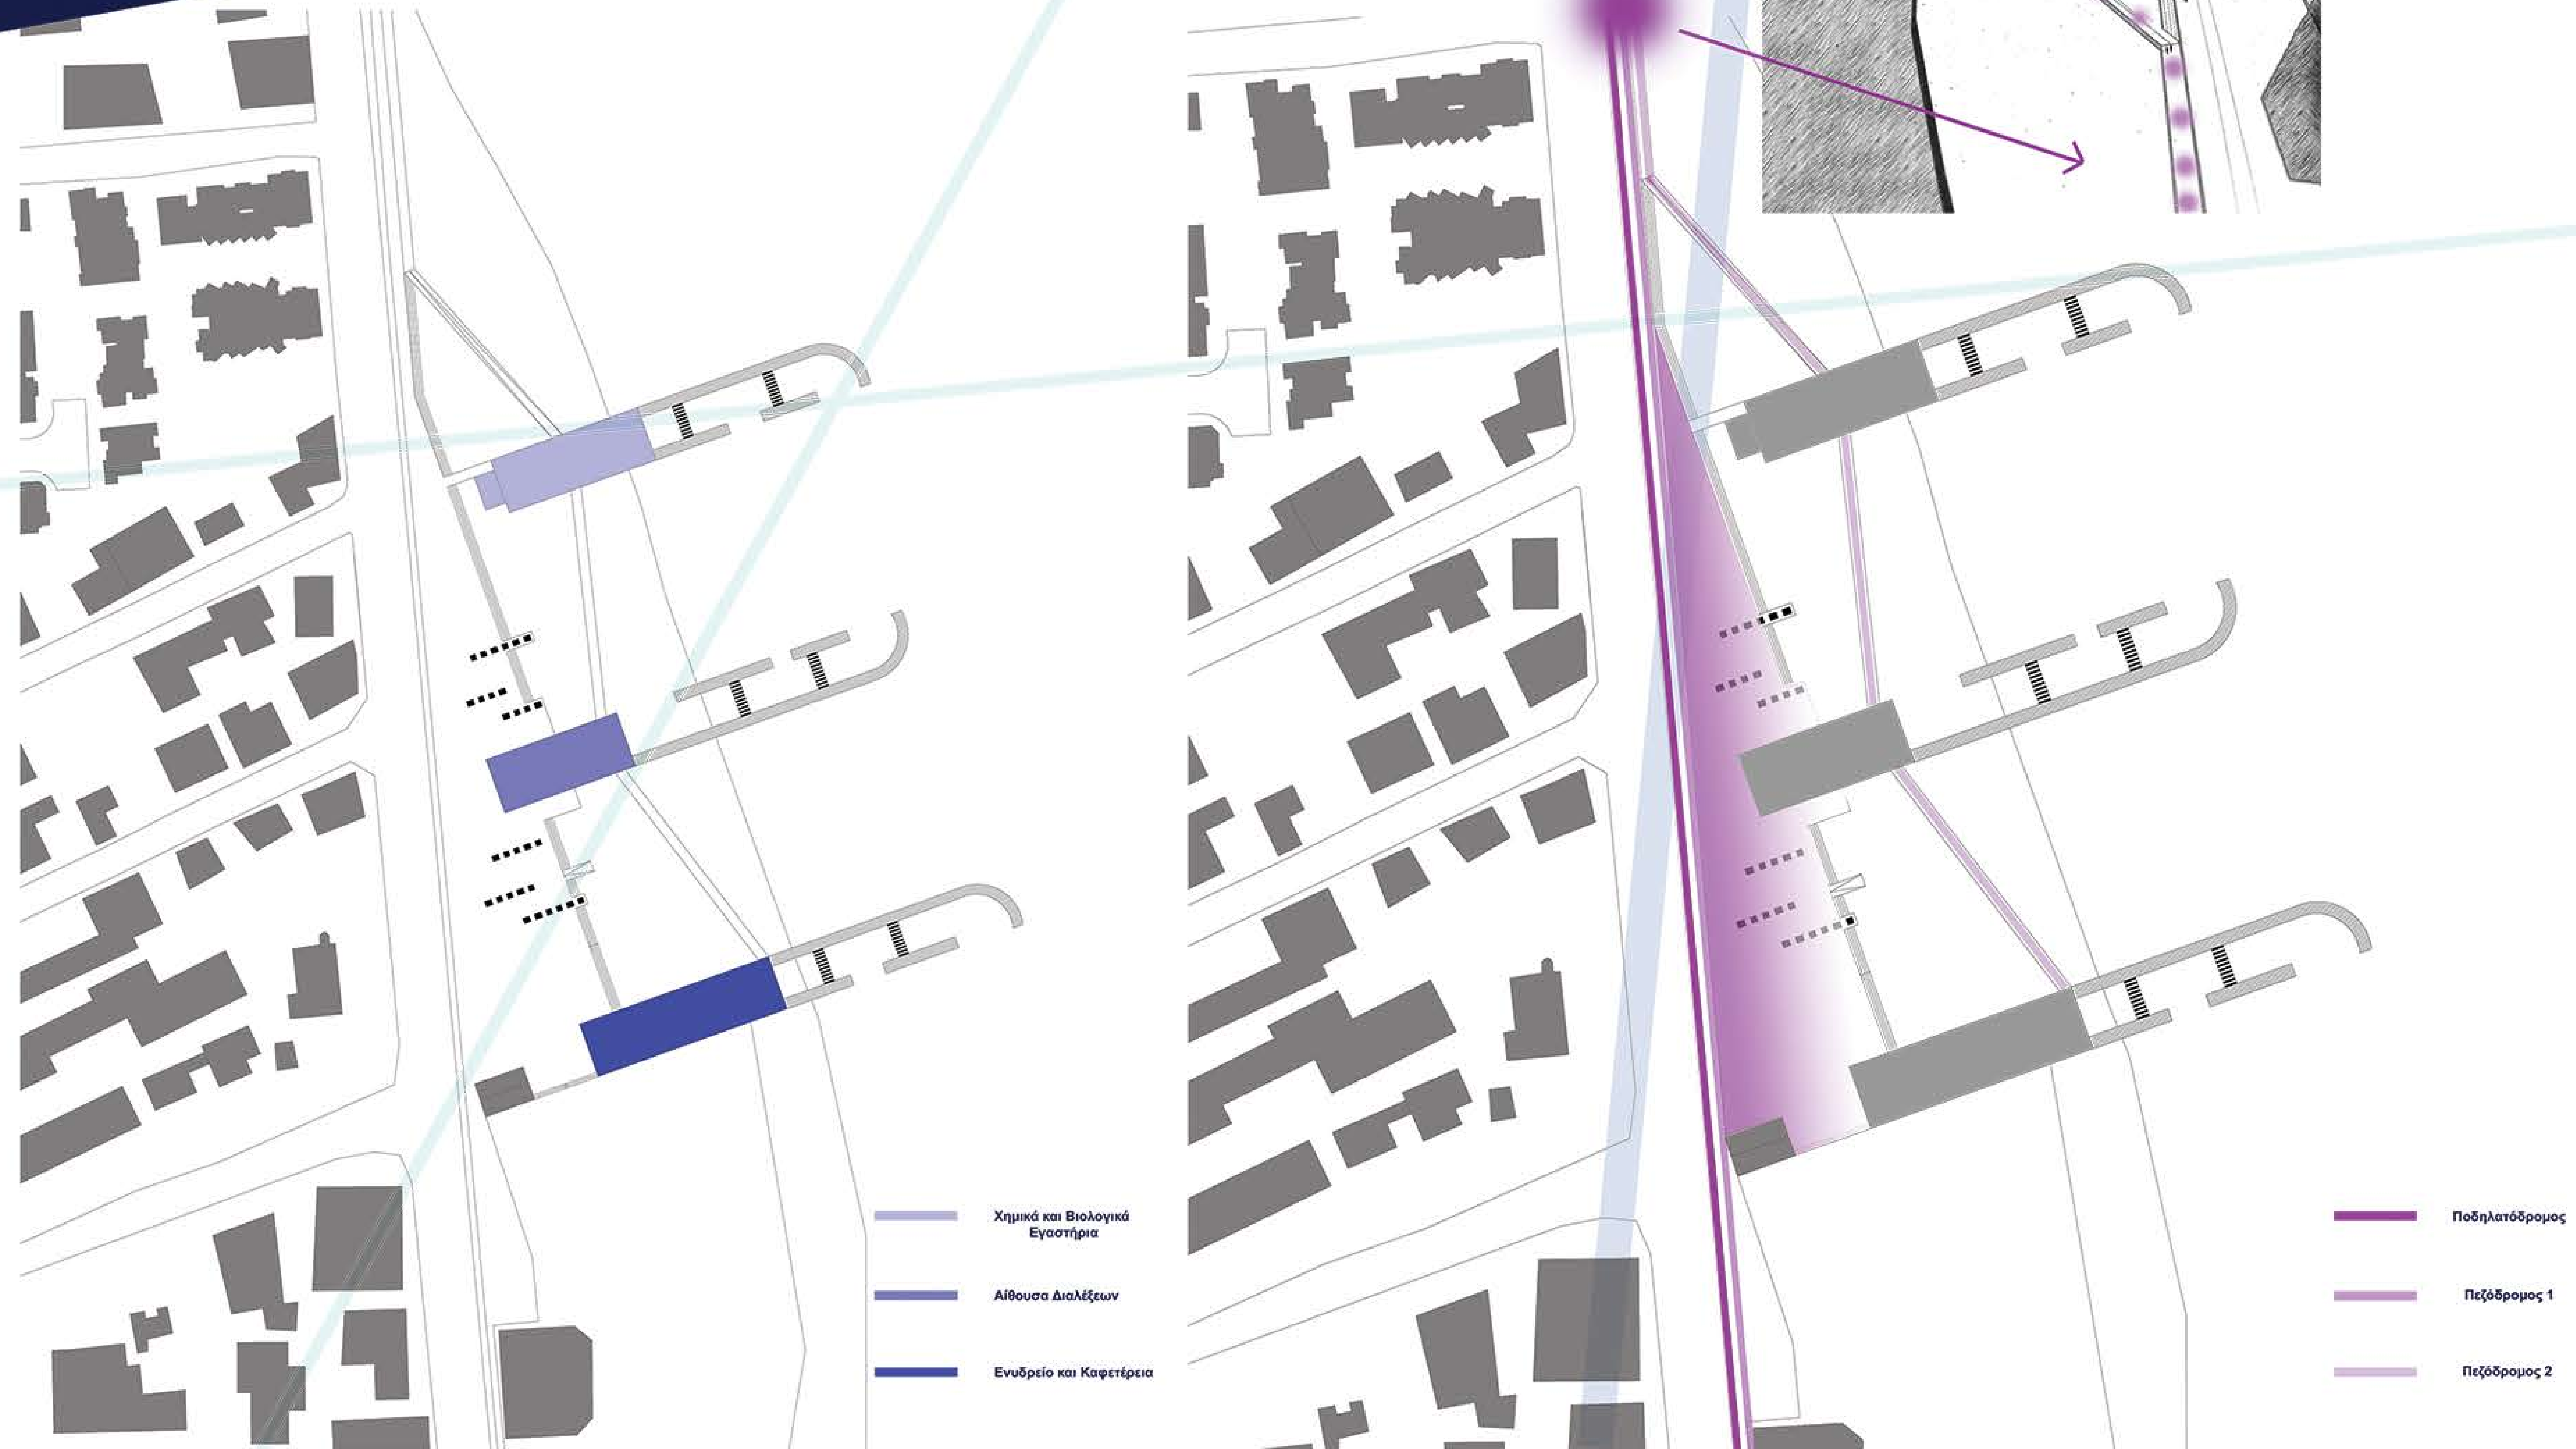 Χημικά και Βιολογικά
Εγαστήρια
Αίθουσα Διαλέξεων
Ενυδρείο και Καφετέρεια
Ποδηλατόδρομος
Πεζόδρομος 1
Πεζόδρομος 2